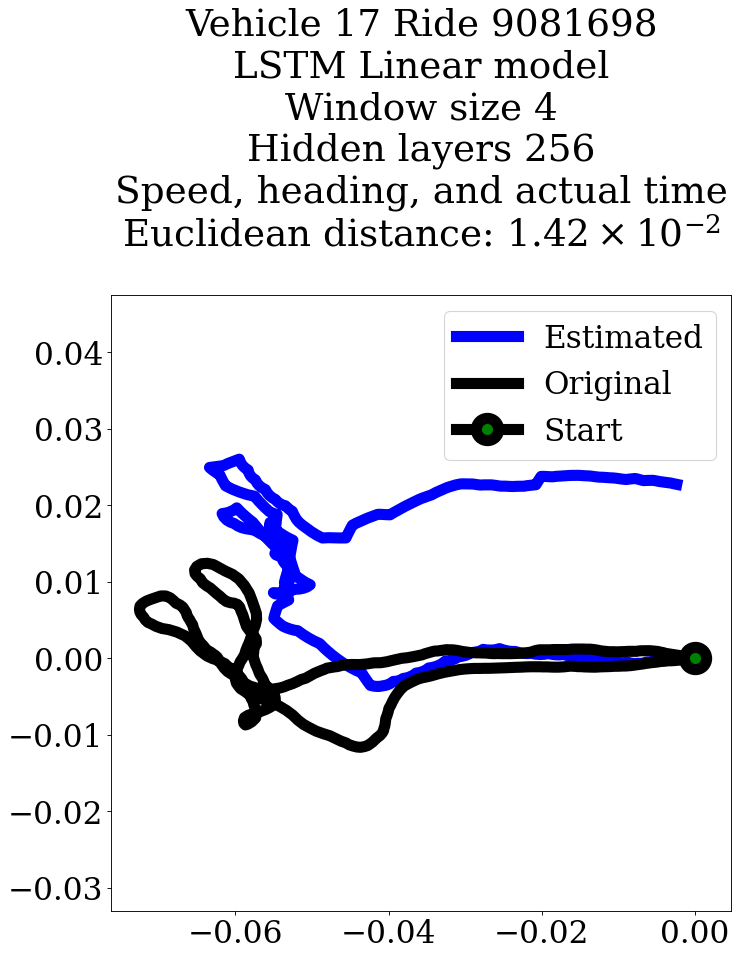 Vehicle 17 Ride 9081698
LSTM Linear model
Window size 4
Hidden layers 256
Speed, heading, and actual time
Euclidean distance: 1.42 × 10⁻²
Estimated
Original
Start
0.04
0.03
0.02
0.01
0.00
−0.01
−0.02
−0.03
−0.06
−0.04
−0.02
0.00